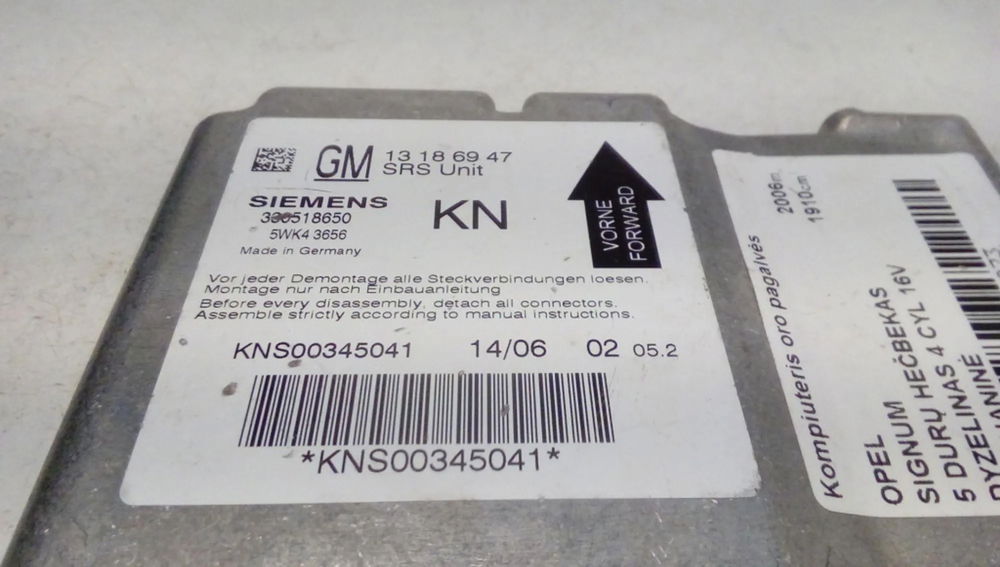 GM 13 18 69 47
SRS Unit
SIEMENS
330518650
5WK4 3656
Made in Germany
KN
VORNE
FORWARD
Vor jeder Demontage alle Steckverbindungen loesen.
Montage nur nach Einbauanleitung
Before every disassembly, detach all connectors.
Assemble strictly according to manual instructions.
KNS00345041 14/06 02 05.2
*KNS00345041*
Kompiuteris oro pagalvės
2006m.
1910cm
OPEL
SIGNUM HEČBEKAS
5 DURŲ 4 CYL 16V
DYZELINAS